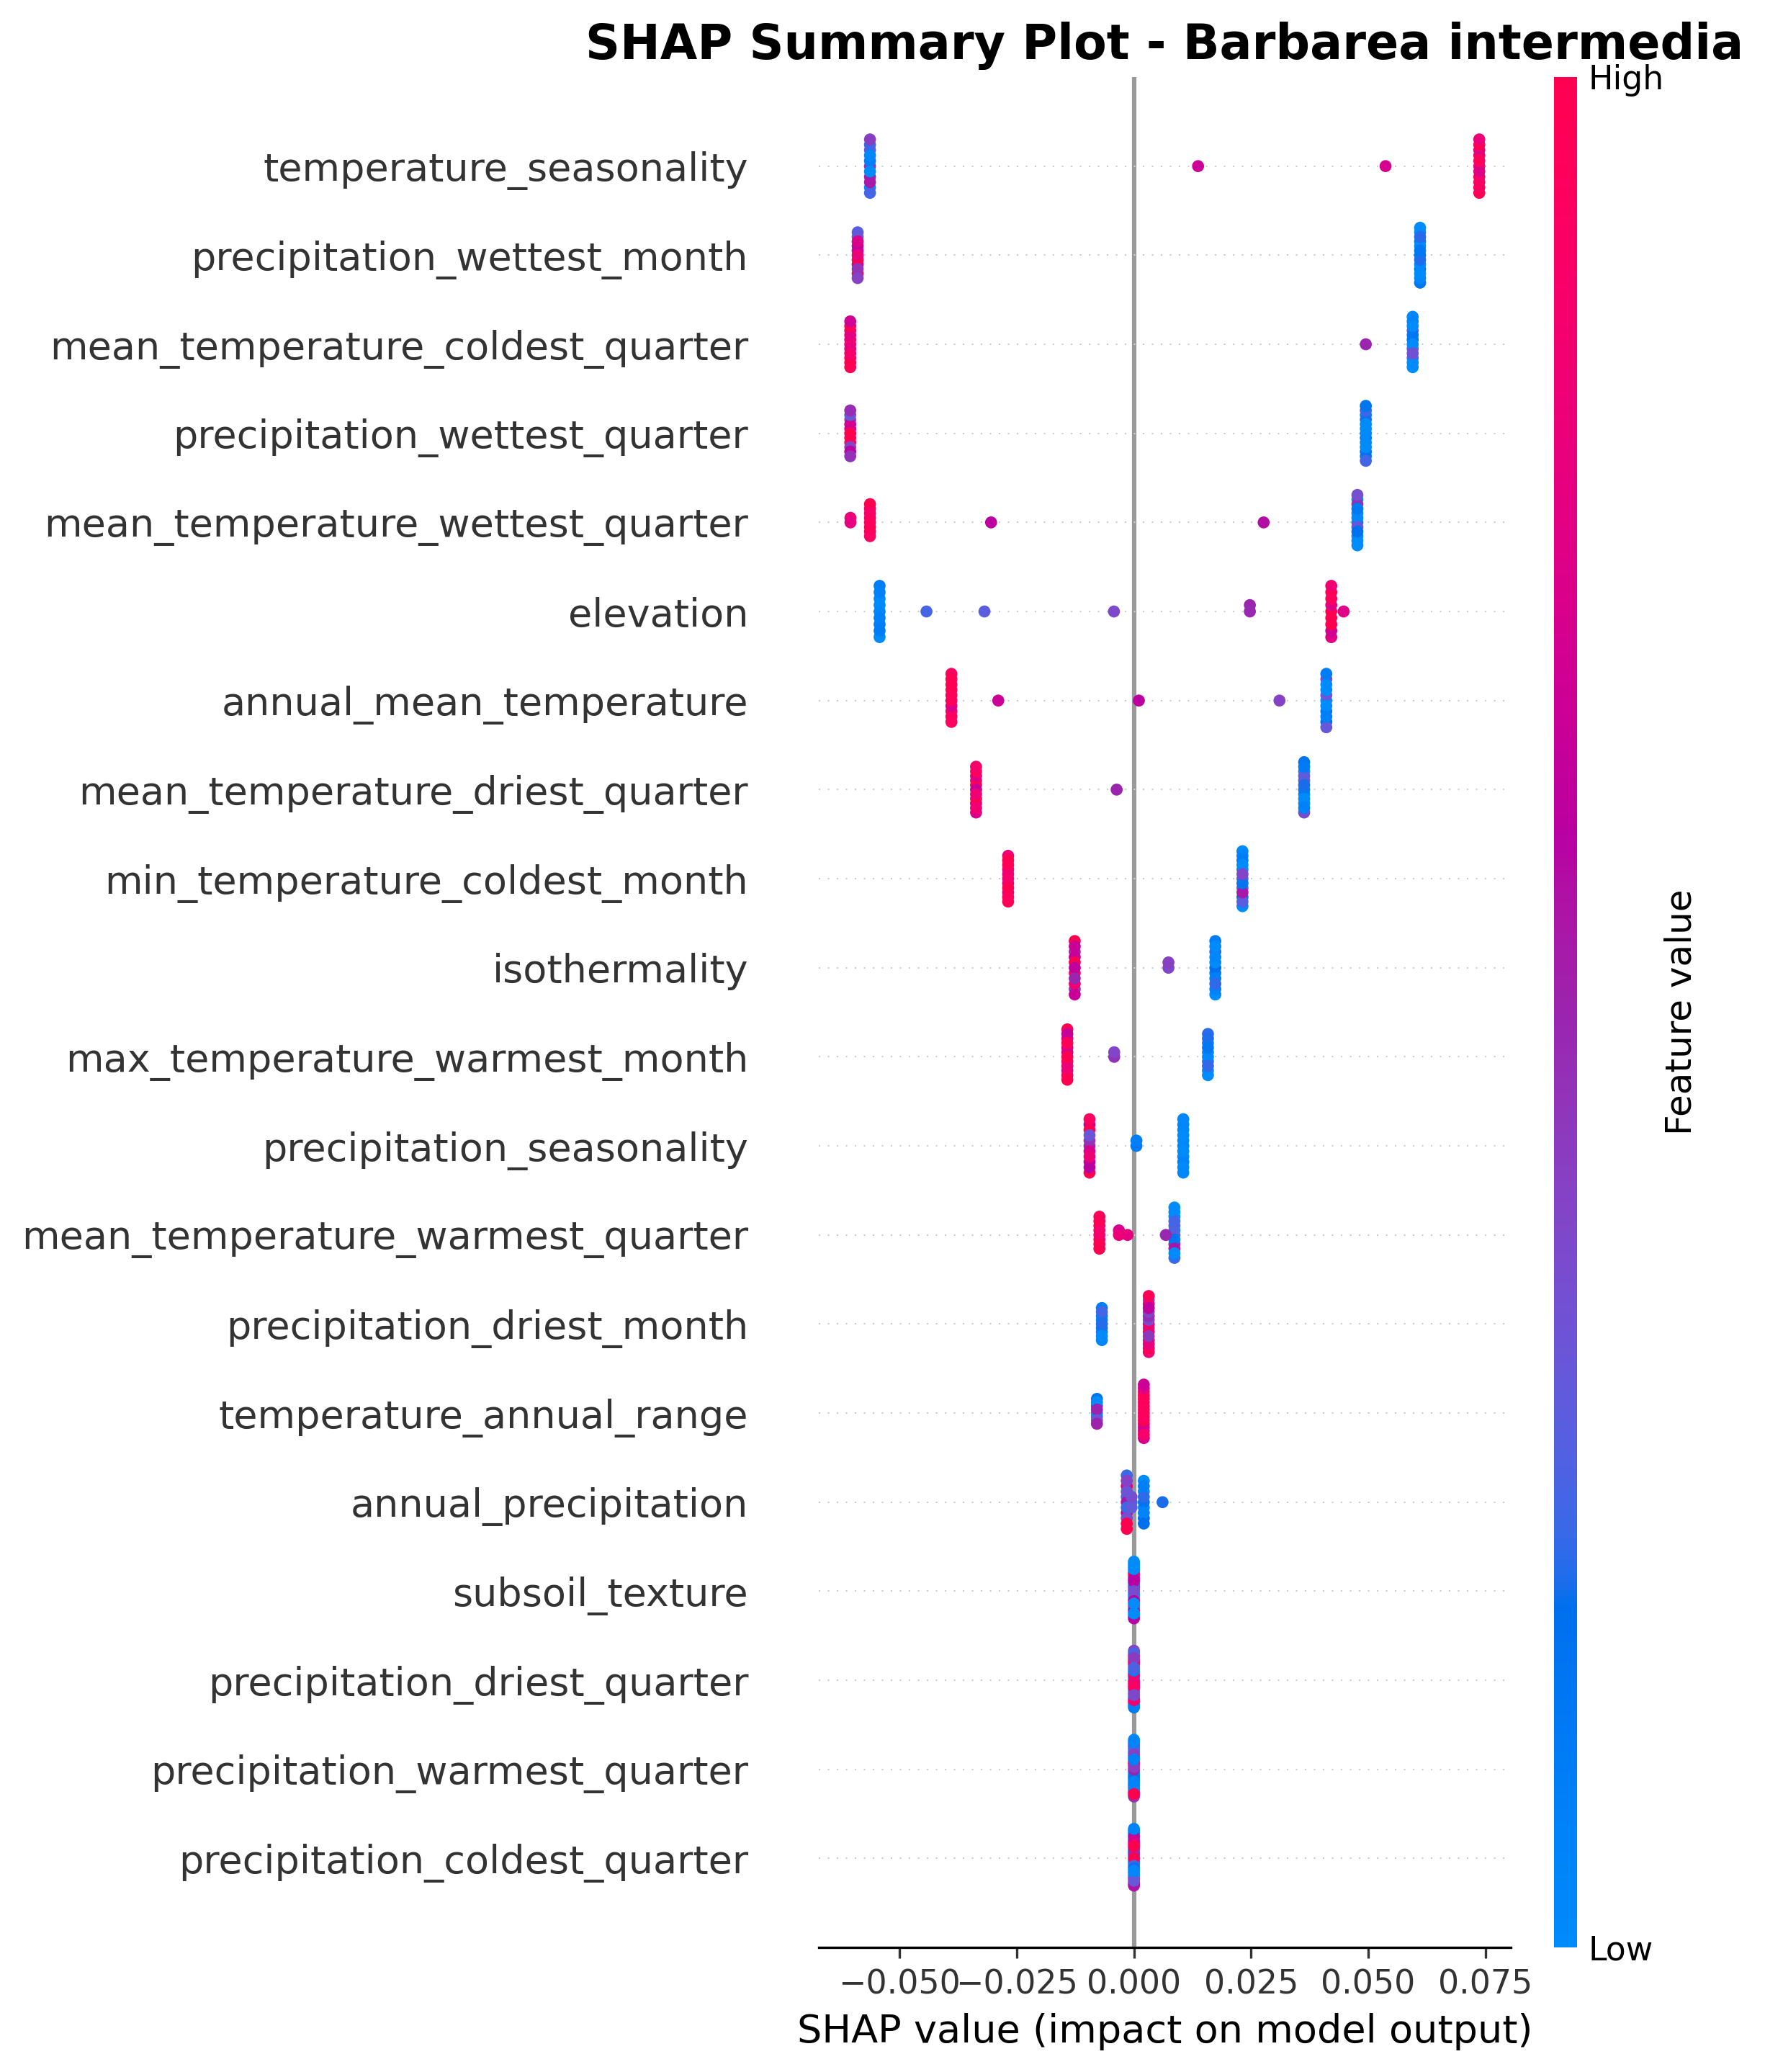 SHAP Summary Plot - Barbarea intermedia
High
temperature_seasonality
precipitation_wettest_month
mean_temperature_coldest_quarter
precipitation_wettest_quarter
mean_temperature_wettest_quarter
elevation
annual_mean_temperature
mean_temperature_driest_quarter
min_temperature_coldest_month
isothermality
max_temperature_warmest_month
precipitation_seasonality
mean_temperature_warmest_quarter
precipitation_driest_month
temperature_annual_range
annual_precipitation
subsoil_texture
precipitation_driest_quarter
precipitation_warmest_quarter
precipitation_coldest_quarter
Feature value
Low
−0.050 −0.025 0.000 0.025 0.050 0.075
SHAP value (impact on model output)